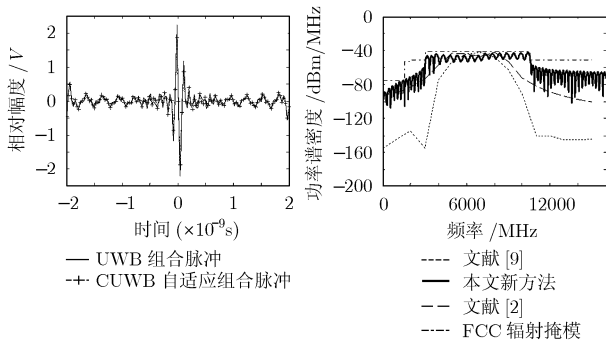 相对幅度 /V
2
1
0
−1
−2
−2
−1
0
1
2
时间 (×10⁻⁹s)
UWB 组合脉冲
CUWB 自适应组合脉冲
功率谱密度 /dBm/MHz
0
−40
−80
−120
−160
−200
0
6000
12000
频率 /MHz
文献 [9]
本文新方法
文献 [2]
FCC 辐射掩模